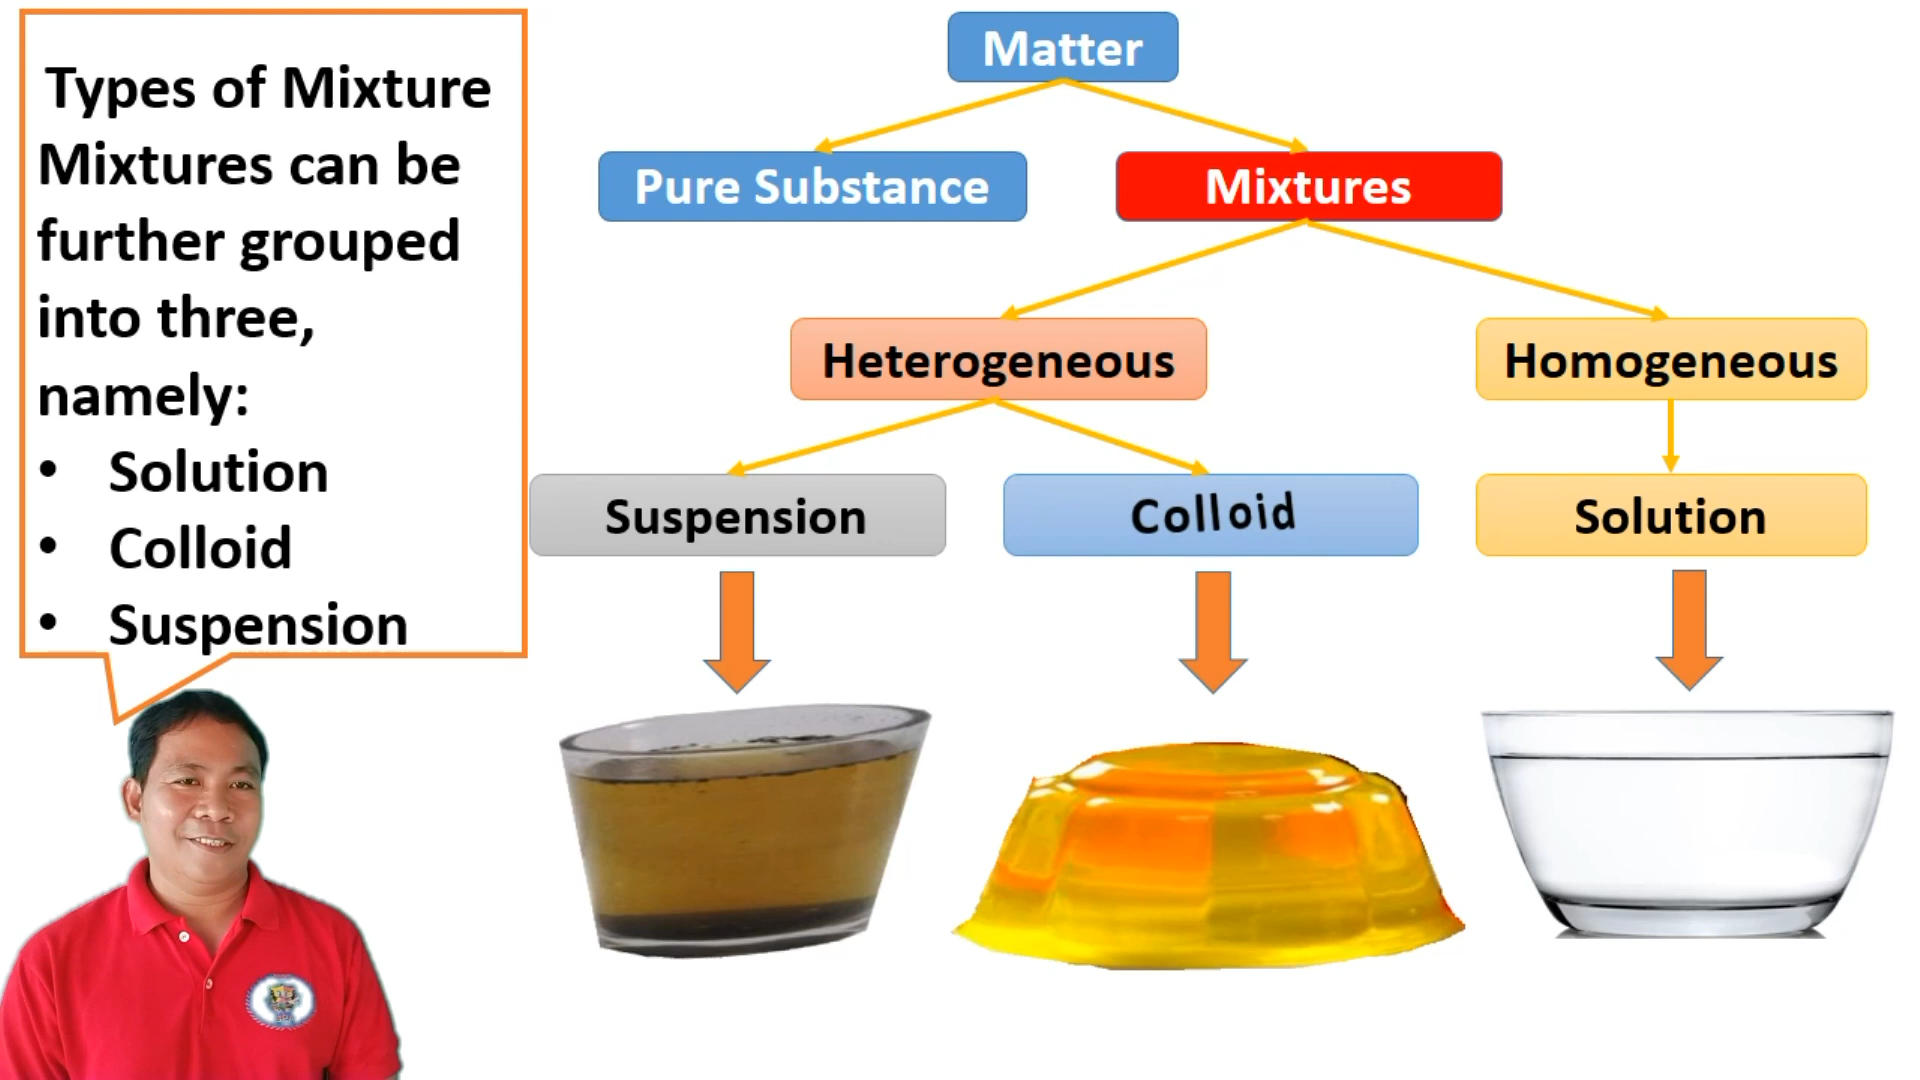 Types of Mixture
Mixtures can be
further grouped
into three,
namely:
• Solution
• Colloid
• Suspension
Matter
Pure Substance
Mixtures
Heterogeneous
Homogeneous
Suspension
Colloid
Solution